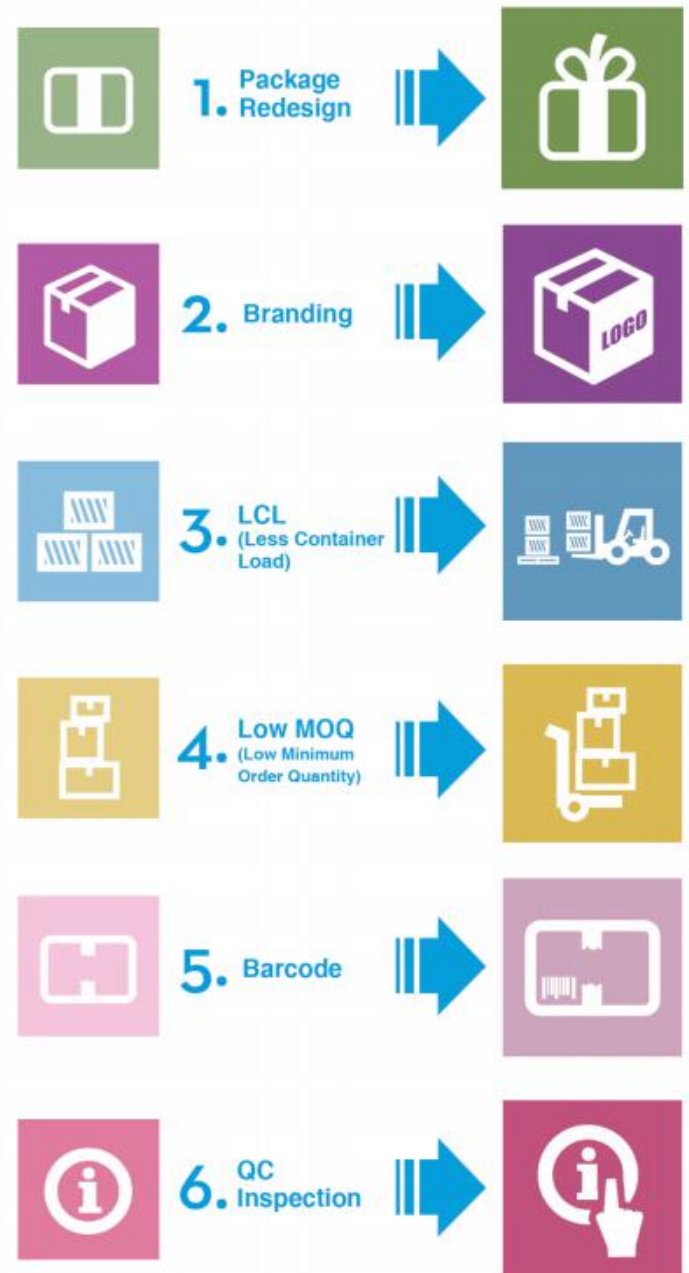 1. Package
Redesign
2. Branding
LOGO
3. LCL
(Less Container
Load)
4. Low MOQ
(Low Minimum
Order Quantity)
5. Barcode
6. QC
Inspection